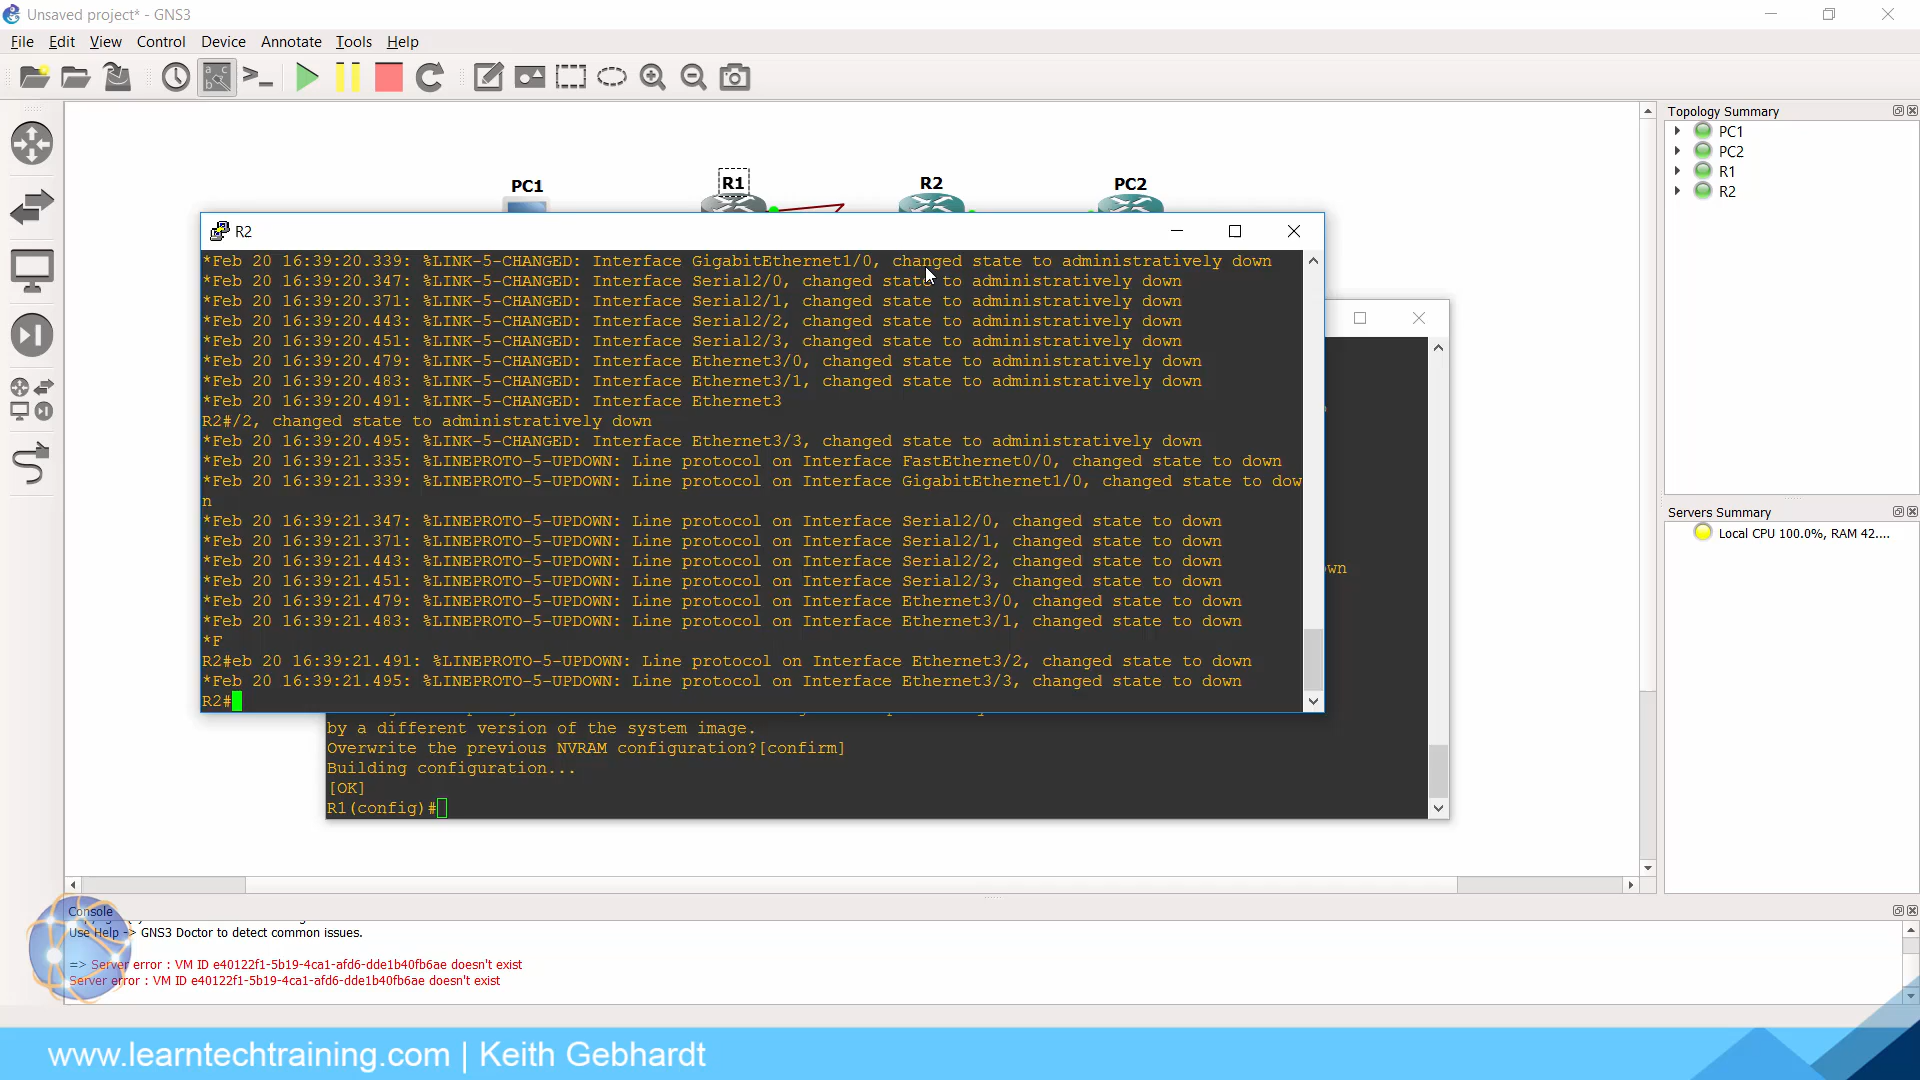 Unsaved project* - GNS3
File Edit View Control Device Annotate Tools Help
Topology Summary
PC1
PC2
R1
R2
Servers Summary
Local CPU 100.0%, RAM 42....
PC1
R1
R2
PC2
R2
*Feb 20 16:39:20.339: %LINK-5-CHANGED: Interface GigabitEthernet1/0, changed state to administratively down
*Feb 20 16:39:20.347: %LINK-5-CHANGED: Interface Serial2/0, changed state to administratively down
*Feb 20 16:39:20.371: %LINK-5-CHANGED: Interface Serial2/1, changed state to administratively down
*Feb 20 16:39:20.443: %LINK-5-CHANGED: Interface Serial2/2, changed state to administratively down
*Feb 20 16:39:20.451: %LINK-5-CHANGED: Interface Serial2/3, changed state to administratively down
*Feb 20 16:39:20.479: %LINK-5-CHANGED: Interface Ethernet3/0, changed state to administratively down
*Feb 20 16:39:20.483: %LINK-5-CHANGED: Interface Ethernet3/1, changed state to administratively down
*Feb 20 16:39:20.491: %LINK-5-CHANGED: Interface Ethernet3
R2#/2, changed state to administratively down
*Feb 20 16:39:20.495: %LINK-5-CHANGED: Interface Ethernet3/3, changed state to administratively down
*Feb 20 16:39:21.335: %LINEPROTO-5-UPDOWN: Line protocol on Interface FastEthernet0/0, changed state to down
*Feb 20 16:39:21.339: %LINEPROTO-5-UPDOWN: Line protocol on Interface GigabitEthernet1/0, changed state to dow
n
*Feb 20 16:39:21.347: %LINEPROTO-5-UPDOWN: Line protocol on Interface Serial2/0, changed state to down
*Feb 20 16:39:21.371: %LINEPROTO-5-UPDOWN: Line protocol on Interface Serial2/1, changed state to down
*Feb 20 16:39:21.443: %LINEPROTO-5-UPDOWN: Line protocol on Interface Serial2/2, changed state to down
*Feb 20 16:39:21.451: %LINEPROTO-5-UPDOWN: Line protocol on Interface Serial2/3, changed state to down
*Feb 20 16:39:21.479: %LINEPROTO-5-UPDOWN: Line protocol on Interface Ethernet3/0, changed state to down
*Feb 20 16:39:21.483: %LINEPROTO-5-UPDOWN: Line protocol on Interface Ethernet3/1, changed state to down
*F
R2#eb 20 16:39:21.491: %LINEPROTO-5-UPDOWN: Line protocol on Interface Ethernet3/2, changed state to down
*Feb 20 16:39:21.495: %LINEPROTO-5-UPDOWN: Line protocol on Interface Ethernet3/3, changed state to down
R2#
wn
by a different version of the system image.
Overwrite the previous NVRAM configuration?[confirm]
Building configuration...
[OK]
R1(config)#
Console
Use Help -> GNS3 Doctor to detect common issues.
=> Server error : VM ID e40122f1-5b19-4ca1-afd6-dde1b40fb6ae doesn't exist
Server error : VM ID e40122f1-5b19-4ca1-afd6-dde1b40fb6ae doesn't exist
www.learntechtraining.com | Keith Gebhardt